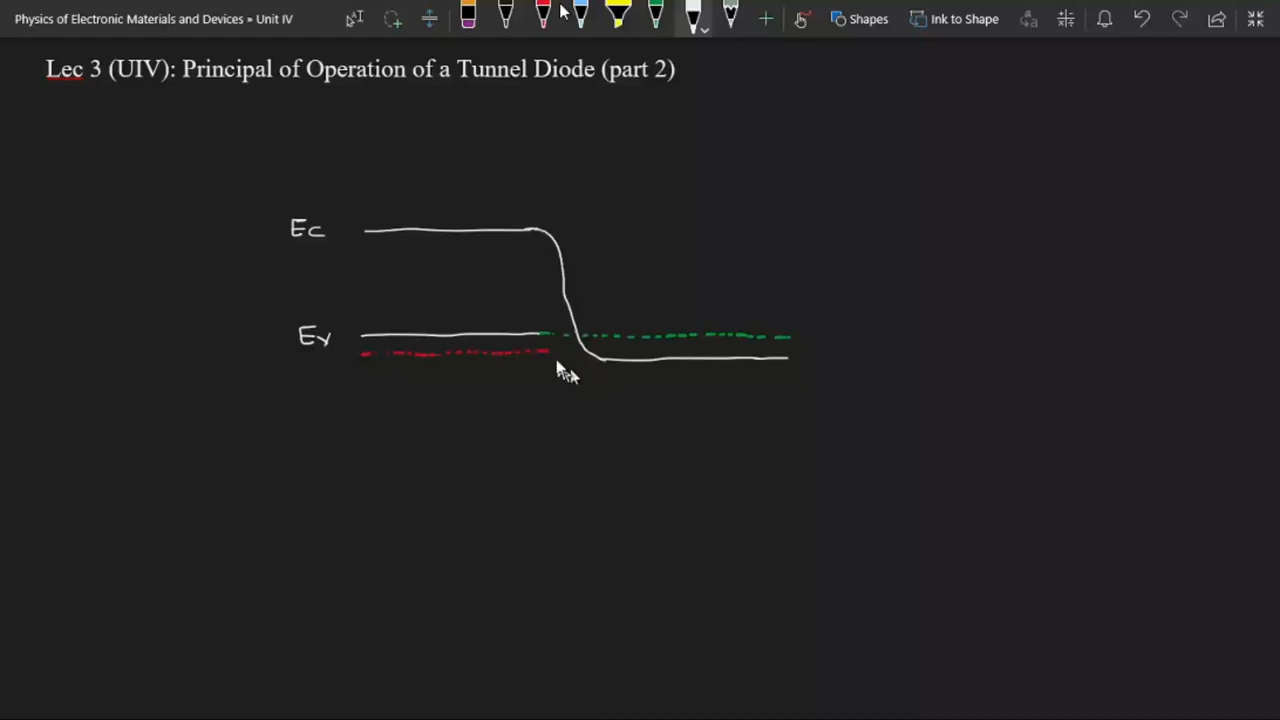 Physics of Electronic Materials and Devices » Unit IV
Shapes
Ink to Shape
Lec 3 (UIV): Principal of Operation of a Tunnel Diode (part 2)
Ec
Ev